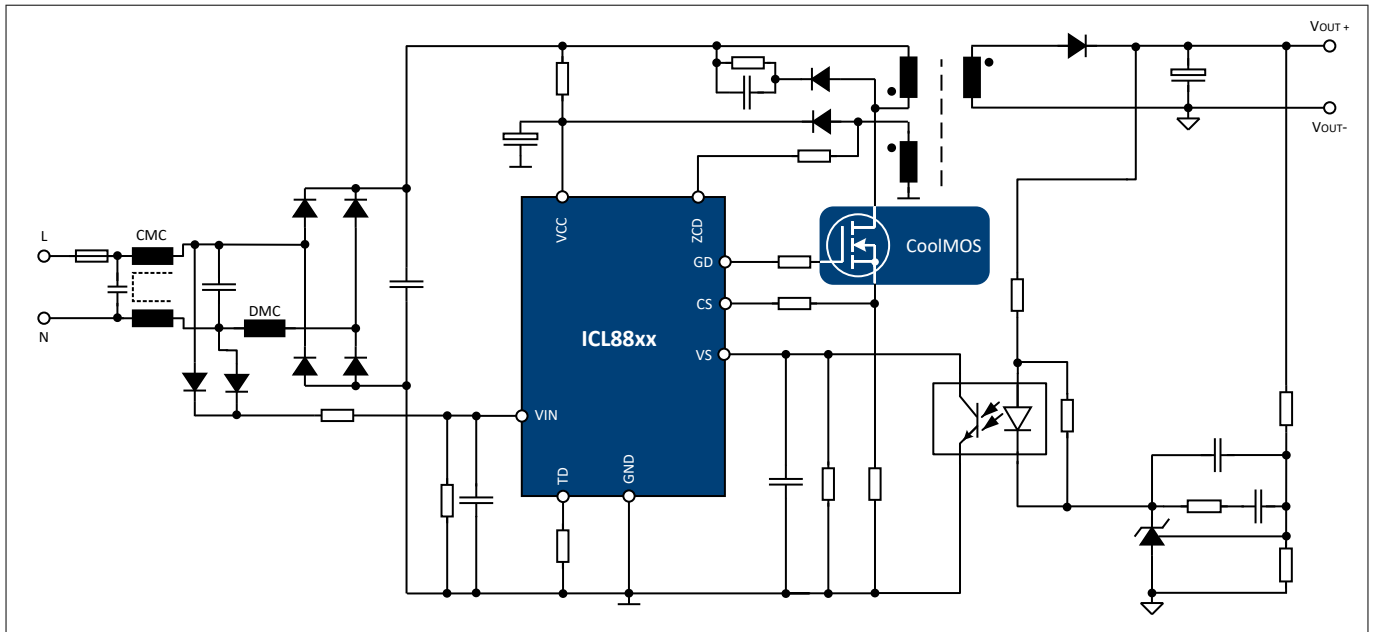 VOUT +
VOUT-
L
CMC
N
DMC
VCC
ZCD
GD
CoolMOS
CS
ICL88xx
VS
VIN
TD
GND